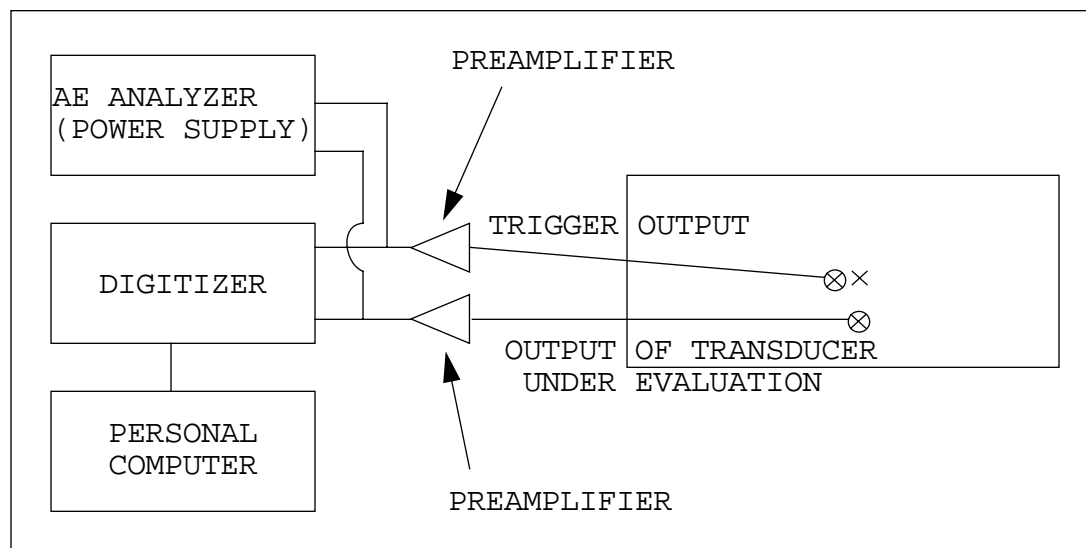 PREAMPLIFIER
AE ANALYZER
(POWER SUPPLY)
TRIGGER OUTPUT
DIGITIZER
OUTPUT OF TRANSDUCER
UNDER EVALUATION
PERSONAL
COMPUTER
PREAMPLIFIER